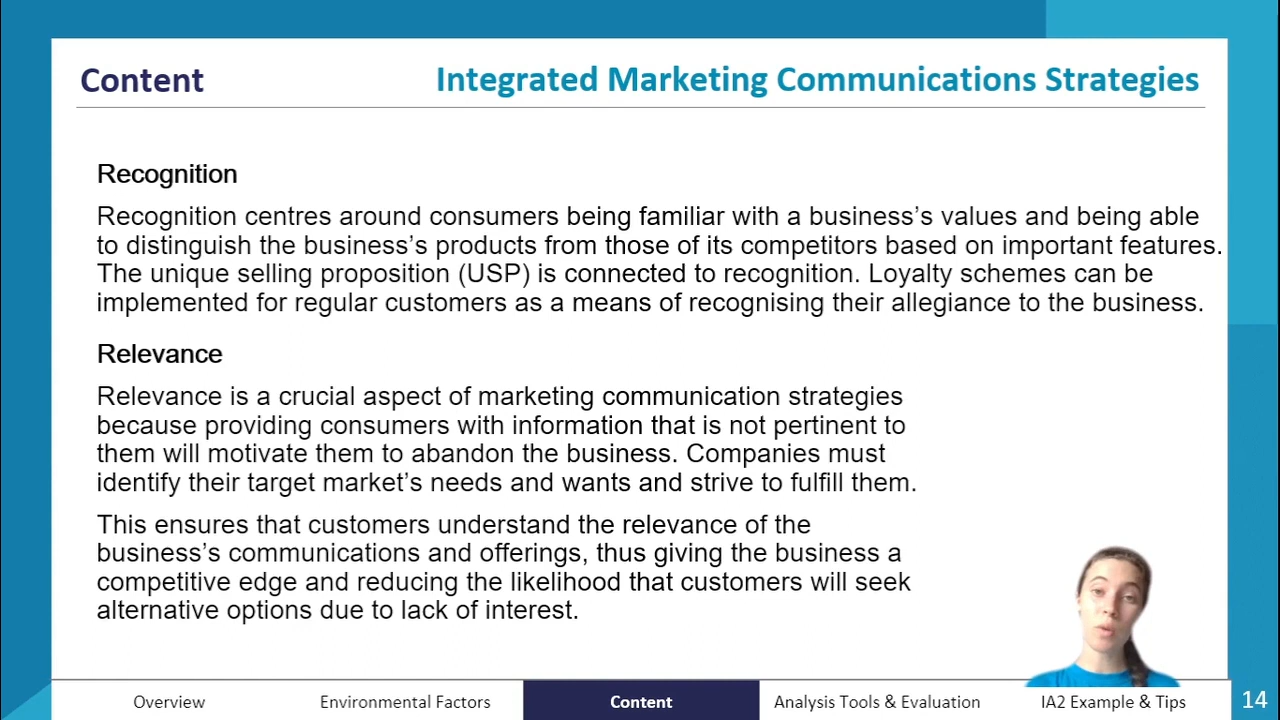 Content
Integrated Marketing Communications Strategies
Recognition
Recognition centres around consumers being familiar with a business’s values and being able
to distinguish the business’s products from those of its competitors based on important features.
The unique selling proposition (USP) is connected to recognition. Loyalty schemes can be
implemented for regular customers as a means of recognising their allegiance to the business.
Relevance
Relevance is a crucial aspect of marketing communication strategies
because providing consumers with information that is not pertinent to
them will motivate them to abandon the business. Companies must
identify their target market’s needs and wants and strive to fulfill them.
This ensures that customers understand the relevance of the
business’s communications and offerings, thus giving the business a
competitive edge and reducing the likelihood that customers will seek
alternative options due to lack of interest.
Overview
Environmental Factors
Content
Analysis Tools & Evaluation
IA2 Example & Tips
14